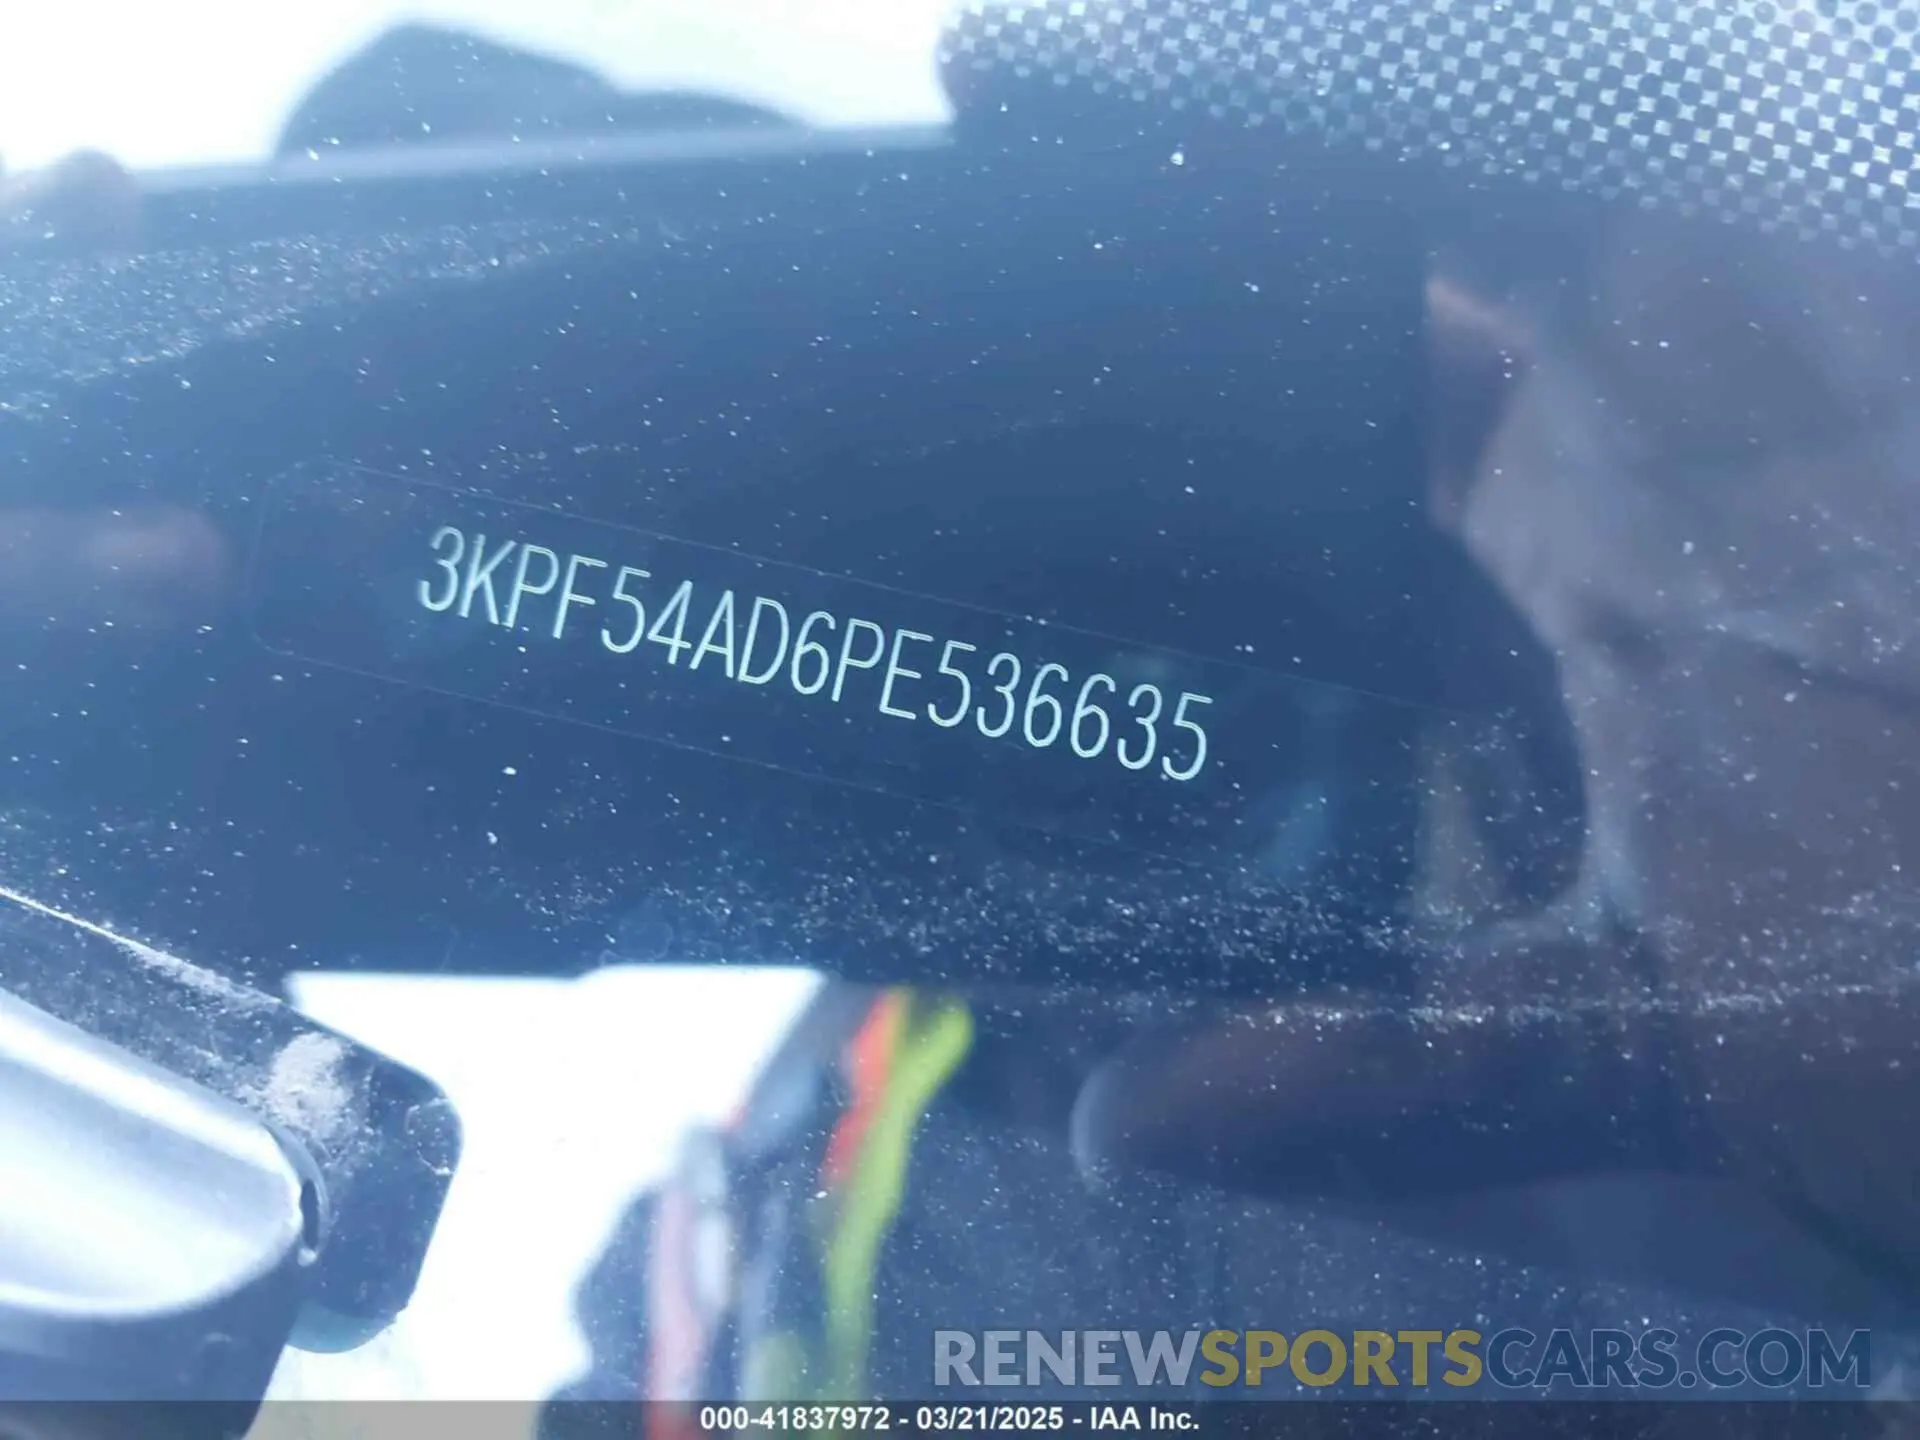 3KPF54AD6PE536635
RENEWSPORTSCARS.COM
000-41837972 - 03/21/2025 - IAA Inc.